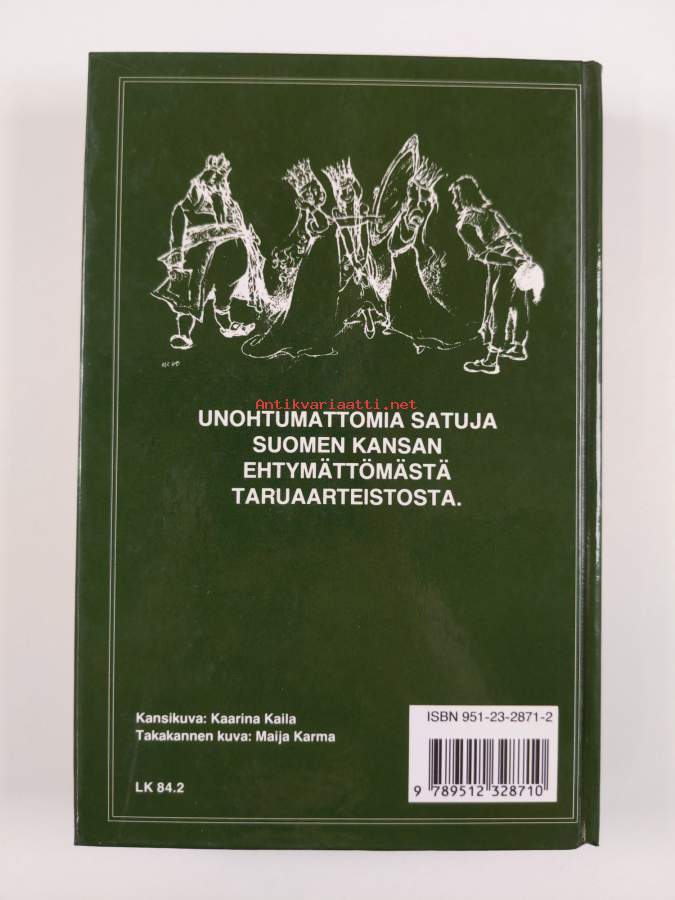 Antikvariaatti.net
UNOHTUMATTOMIA SATUJA
SUOMEN KANSAN
EHTYMÄTTÖMÄSTÄ
TARUAARTEISTOSTA.
Kansikuva: Kaarina Kaila
Takakannen kuva: Maija Karma
LK 84.2
ISBN 951-23-2871-2
9 789512 328710